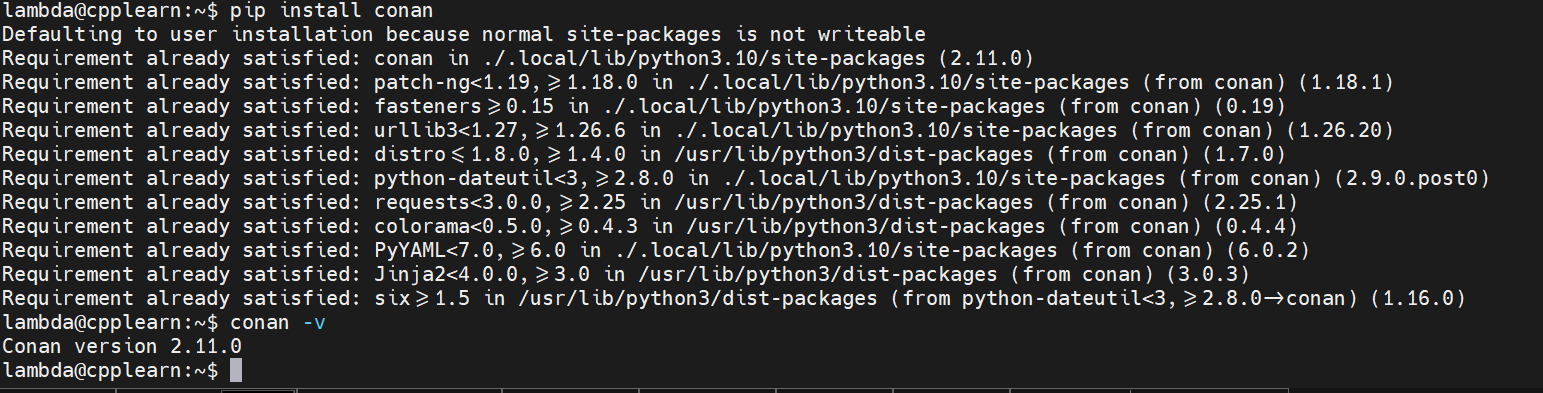 lambda@cpplearn:~$ pip install conan
Defaulting to user installation because normal site-packages is not writeable
Requirement already satisfied: conan in ./.local/lib/python3.10/site-packages (2.11.0)
Requirement already satisfied: patch-ng<1.19,⩾1.18.0 in ./.local/lib/python3.10/site-packages (from conan) (1.18.1)
Requirement already satisfied: fasteners⩾0.15 in ./.local/lib/python3.10/site-packages (from conan) (0.19)
Requirement already satisfied: urllib3<1.27,⩾1.26.6 in ./.local/lib/python3.10/site-packages (from conan) (1.26.20)
Requirement already satisfied: distro⩽1.8.0,⩾1.4.0 in /usr/lib/python3/dist-packages (from conan) (1.7.0)
Requirement already satisfied: python-dateutil<3,⩾2.8.0 in ./.local/lib/python3.10/site-packages (from conan) (2.9.0.post0)
Requirement already satisfied: requests<3.0.0,⩾2.25 in /usr/lib/python3/dist-packages (from conan) (2.25.1)
Requirement already satisfied: colorama<0.5.0,⩾0.4.3 in /usr/lib/python3/dist-packages (from conan) (0.4.4)
Requirement already satisfied: PyYAML<7.0,⩾6.0 in ./.local/lib/python3.10/site-packages (from conan) (6.0.2)
Requirement already satisfied: Jinja2<4.0.0,⩾3.0 in /usr/lib/python3/dist-packages (from conan) (3.0.3)
Requirement already satisfied: six⩾1.5 in /usr/lib/python3/dist-packages (from python-dateutil<3,⩾2.8.0→conan) (1.16.0)
lambda@cpplearn:~$ conan -v
Conan version 2.11.0
lambda@cpplearn:~$